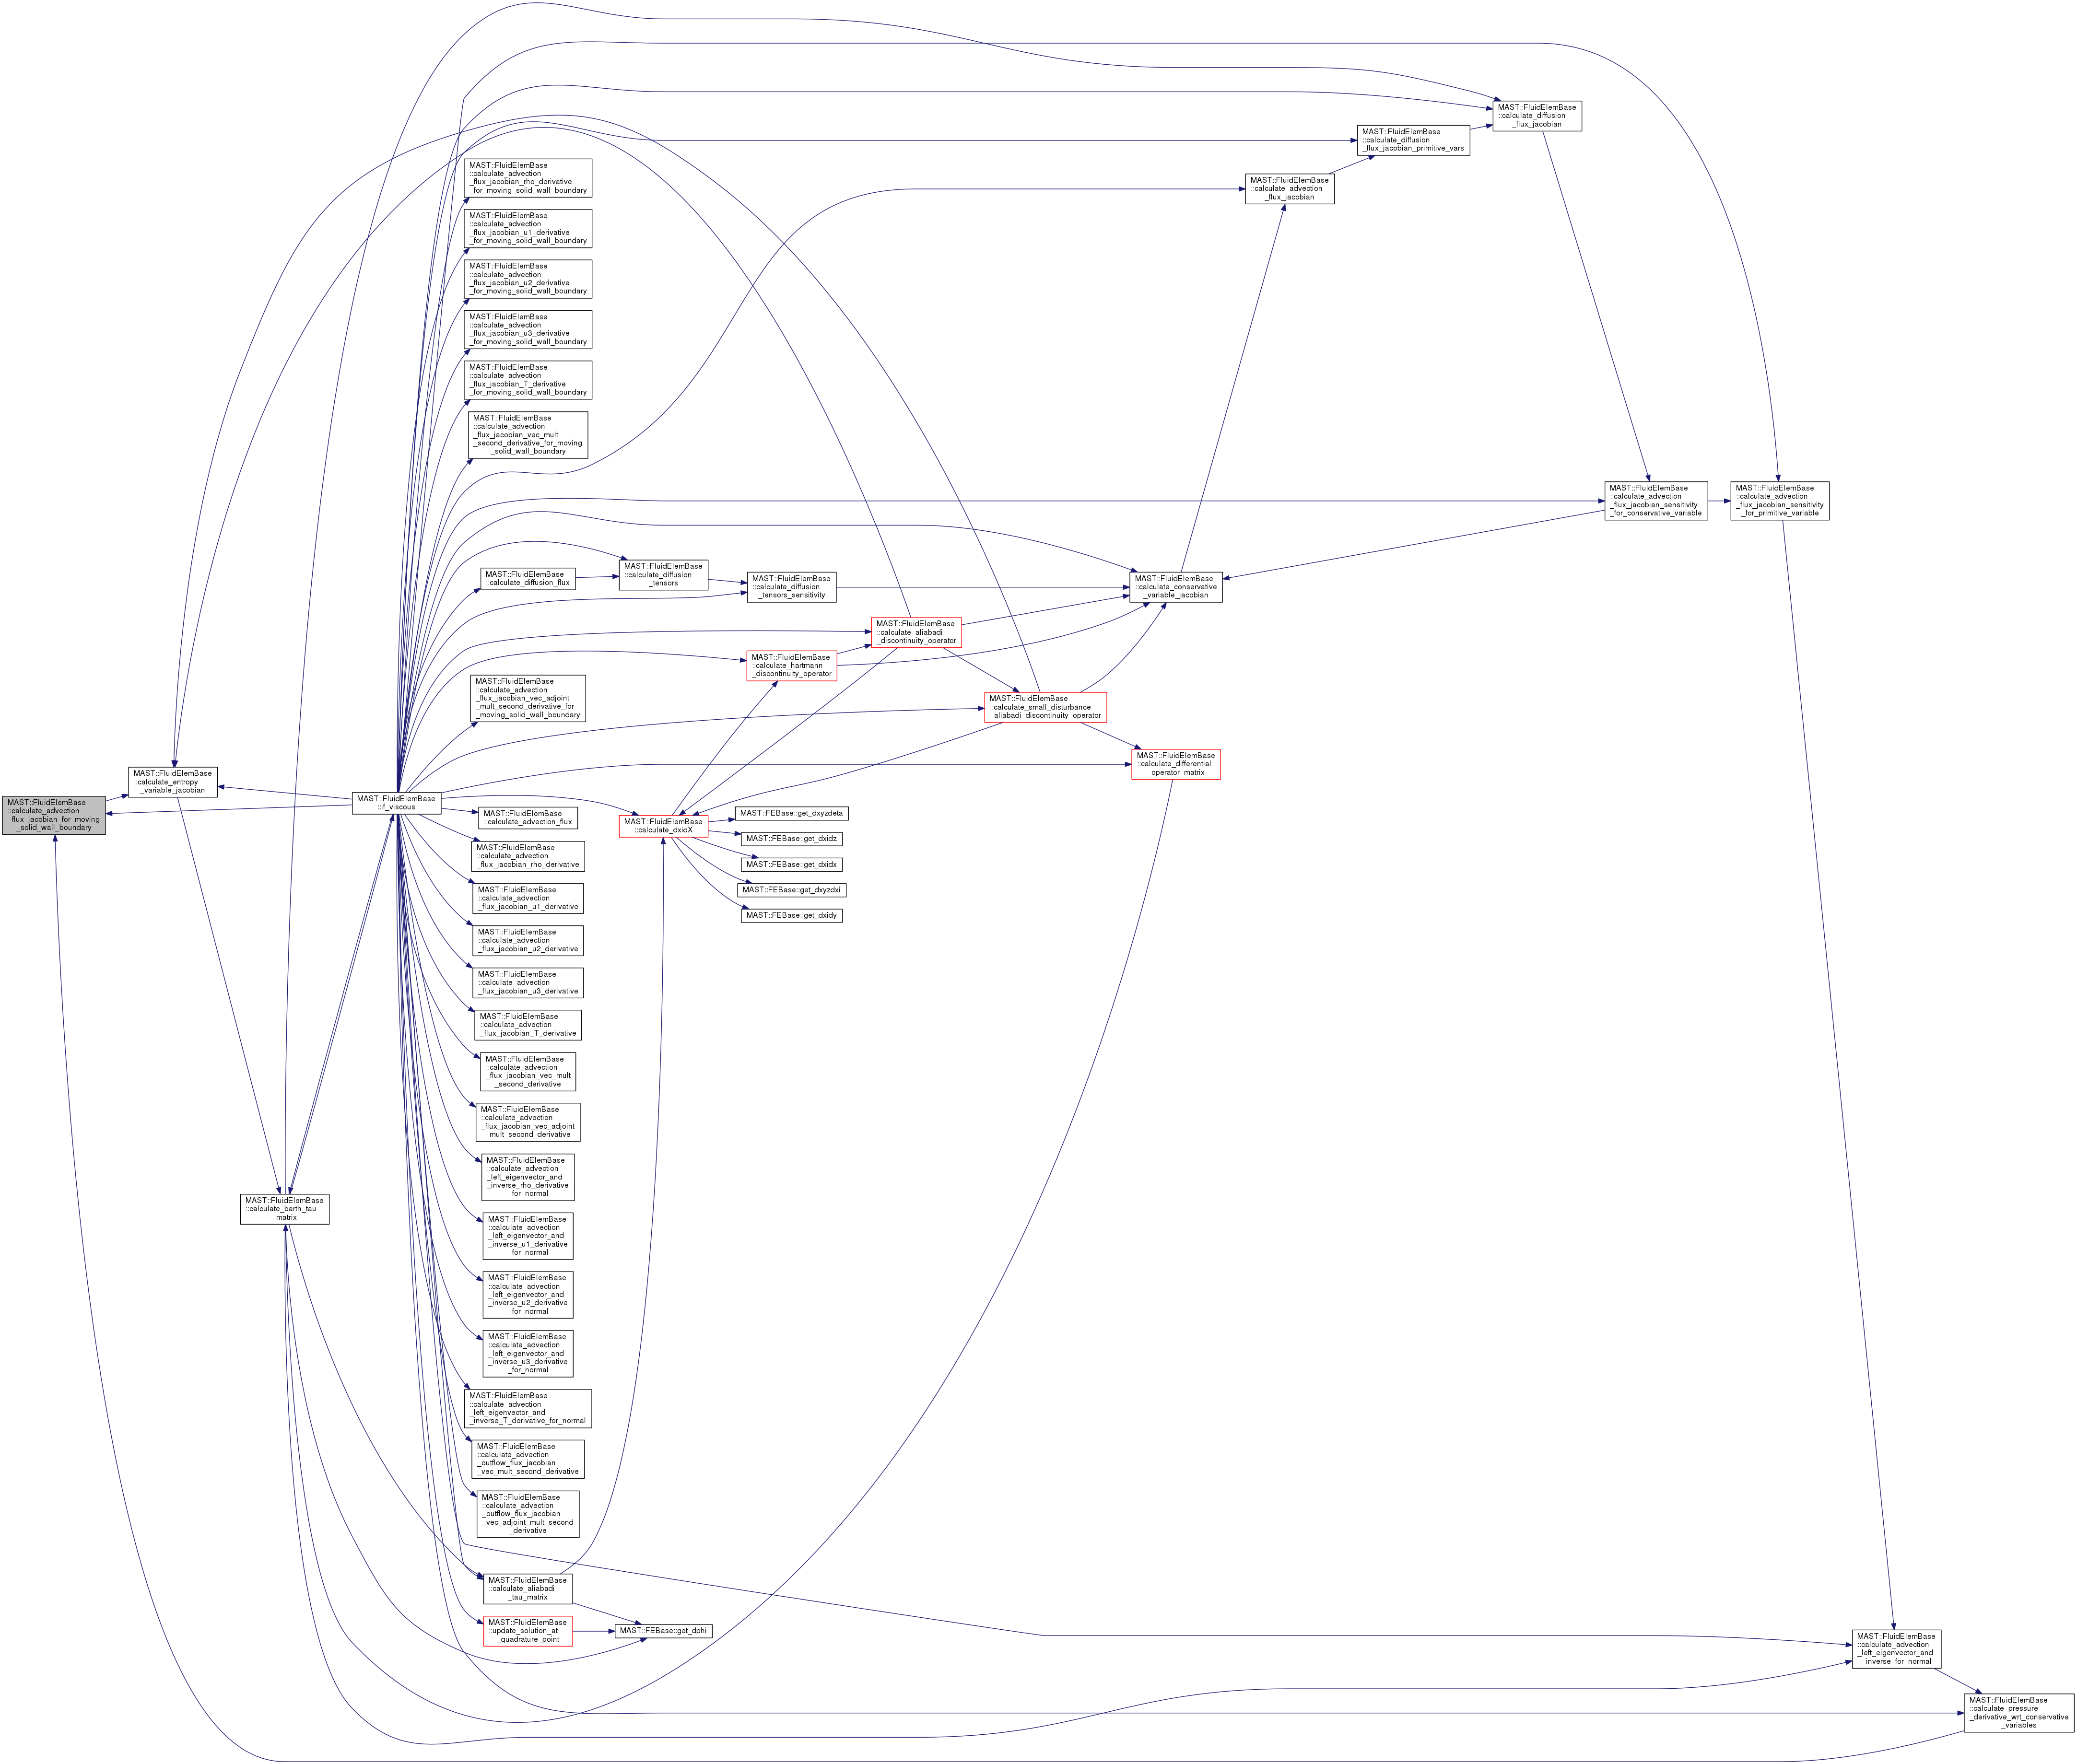 MAST::FluidElemBase
::calculate_diffusion
_flux_jacobian
MAST::FluidElemBase
::calculate_diffusion
_flux_jacobian_primitive_vars
MAST::FluidElemBase
::calculate_advection
_flux_jacobian
MAST::FluidElemBase
::calculate_advection
_flux_jacobian_rho_derivative
_for_moving_solid_wall_boundary
MAST::FluidElemBase
::calculate_advection
_flux_jacobian_u1_derivative
_for_moving_solid_wall_boundary
MAST::FluidElemBase
::calculate_advection
_flux_jacobian_u2_derivative
_for_moving_solid_wall_boundary
MAST::FluidElemBase
::calculate_advection
_flux_jacobian_u3_derivative
_for_moving_solid_wall_boundary
MAST::FluidElemBase
::calculate_advection
_flux_jacobian_T_derivative
_for_moving_solid_wall_boundary
MAST::FluidElemBase
::calculate_advection
_flux_jacobian_vec_mult
_second_derivative_for_moving
_solid_wall_boundary
MAST::FluidElemBase
::calculate_advection
_flux_jacobian_sensitivity
_for_conservative_variable
MAST::FluidElemBase
::calculate_advection
_flux_jacobian_sensitivity
_for_primitive_variable
MAST::FluidElemBase
::calculate_diffusion_flux
MAST::FluidElemBase
::calculate_diffusion
_tensors
MAST::FluidElemBase
::calculate_diffusion
_tensors_sensitivity
MAST::FluidElemBase
::calculate_conservative
_variable_jacobian
MAST::FluidElemBase
::calculate_aliabadi
_discontinuity_operator
MAST::FluidElemBase
::calculate_hartmann
_discontinuity_operator
MAST::FluidElemBase
::calculate_advection
_flux_jacobian_vec_adjoint
_mult_second_derivative_for
_moving_solid_wall_boundary
MAST::FluidElemBase
::calculate_small_disturbance
_aliabadi_discontinuity_operator
MAST::FluidElemBase
::calculate_differential
_operator_matrix
MAST::FluidElemBase
::calculate_entropy
_variable_jacobian
MAST::FluidElemBase
::calculate_advection
_flux_jacobian_for_moving
_solid_wall_boundary
MAST::FluidElemBase
::if_viscous
MAST::FluidElemBase
::calculate_advection_flux
MAST::FluidElemBase
::calculate_dxidX
MAST::FEBase::get_dxyzdeta
MAST::FEBase::get_dxidz
MAST::FEBase::get_dxidx
MAST::FEBase::get_dxyzdxi
MAST::FEBase::get_dxidy
MAST::FluidElemBase
::calculate_advection
_flux_jacobian_rho_derivative
MAST::FluidElemBase
::calculate_advection
_flux_jacobian_u1_derivative
MAST::FluidElemBase
::calculate_advection
_flux_jacobian_u2_derivative
MAST::FluidElemBase
::calculate_advection
_flux_jacobian_u3_derivative
MAST::FluidElemBase
::calculate_advection
_flux_jacobian_T_derivative
MAST::FluidElemBase
::calculate_advection
_flux_jacobian_vec_mult
_second_derivative
MAST::FluidElemBase
::calculate_advection
_flux_jacobian_vec_adjoint
_mult_second_derivative
MAST::FluidElemBase
::calculate_advection
_left_eigenvector_and
_inverse_rho_derivative
_for_normal
MAST::FluidElemBase
::calculate_barth_tau
_matrix
MAST::FluidElemBase
::calculate_advection
_left_eigenvector_and
_inverse_u1_derivative
_for_normal
MAST::FluidElemBase
::calculate_advection
_left_eigenvector_and
_inverse_u2_derivative
_for_normal
MAST::FluidElemBase
::calculate_advection
_left_eigenvector_and
_inverse_u3_derivative
_for_normal
MAST::FluidElemBase
::calculate_advection
_left_eigenvector_and
_inverse_T_derivative_for_normal
MAST::FluidElemBase
::calculate_advection
_outflow_flux_jacobian
_vec_mult_second_derivative
MAST::FluidElemBase
::calculate_advection
_outflow_flux_jacobian
_vec_adjoint_mult_second
_derivative
MAST::FluidElemBase
::calculate_aliabadi
_tau_matrix
MAST::FluidElemBase
::update_solution_at
_quadrature_point
MAST::FEBase::get_dphi
MAST::FluidElemBase
::calculate_advection
_left_eigenvector_and
_inverse_for_normal
MAST::FluidElemBase
::calculate_pressure
_derivative_wrt_conservative
_variables